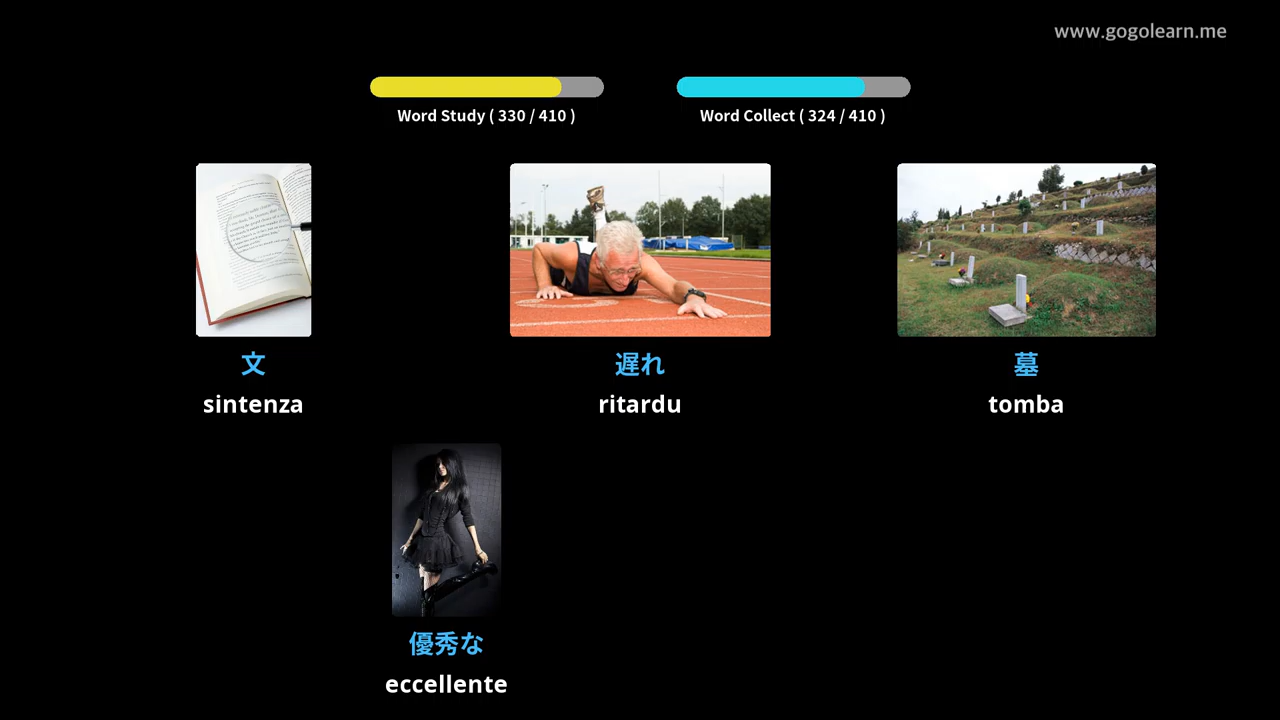 www.gogolearn.me
Word Study ( 330 / 410 )
Word Collect ( 324 / 410 )
文
sintenza
遅れ
ritardu
墓
tomba
優秀な
eccellente